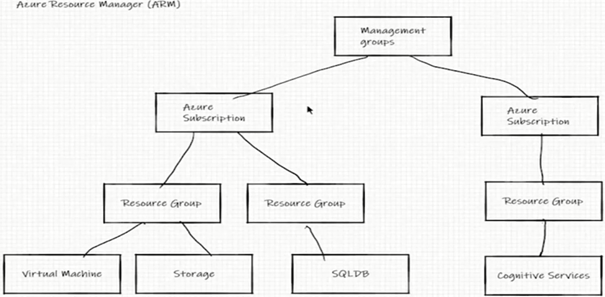 Azure Resource Manager (ARM)
Management
groups
Azure
Subscription
Azure
Subscription
Resource Group
Resource Group
Resource Group
Virtual Machine
Storage
SQLDB
Cognitive Services